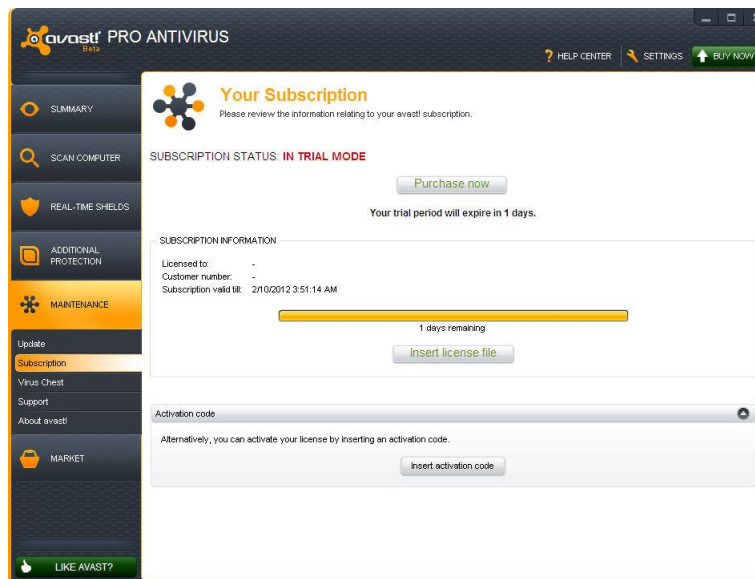 avast! PRO ANTIVIRUS
Beta
HELP CENTER
SETTINGS
BUY NOW
SUMMARY
SCAN COMPUTER
REAL-TIME SHIELDS
ADDITIONAL
PROTECTION
MAINTENANCE
Update
Subscription
Virus Chest
Support
About avast!
MARKET
LIKE AVAST?
Your Subscription
Please review the information relating to your avast! subscription.
SUBSCRIPTION STATUS: IN TRIAL MODE
Purchase now
Your trial period will expire in 1 days.
SUBSCRIPTION INFORMATION
Licensed to: -
Customer number: -
Subscription valid till: 2/10/2012 3:51:14 AM
1 days remaining
Insert license file
Activation code
Alternatively, you can activate your license by inserting an activation code.
Insert activation code